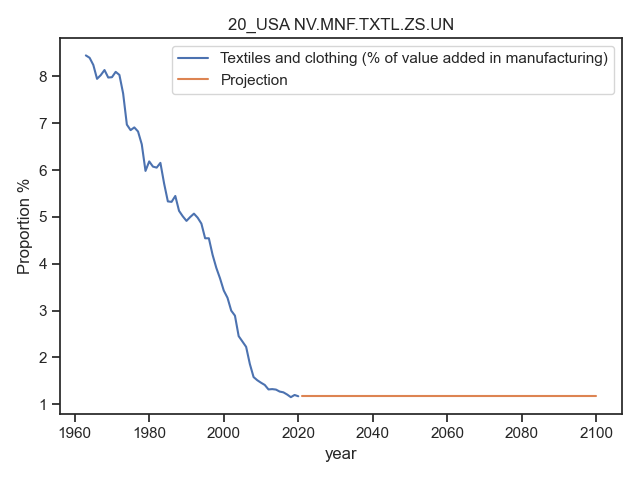 20_USA NV.MNF.TXTL.ZS.UN
Textiles and clothing (% of value added in manufacturing)
Projection
Proportion %
8
7
6
5
4
3
2
1
1960 1980 2000 2020 2040 2060 2080 2100
year